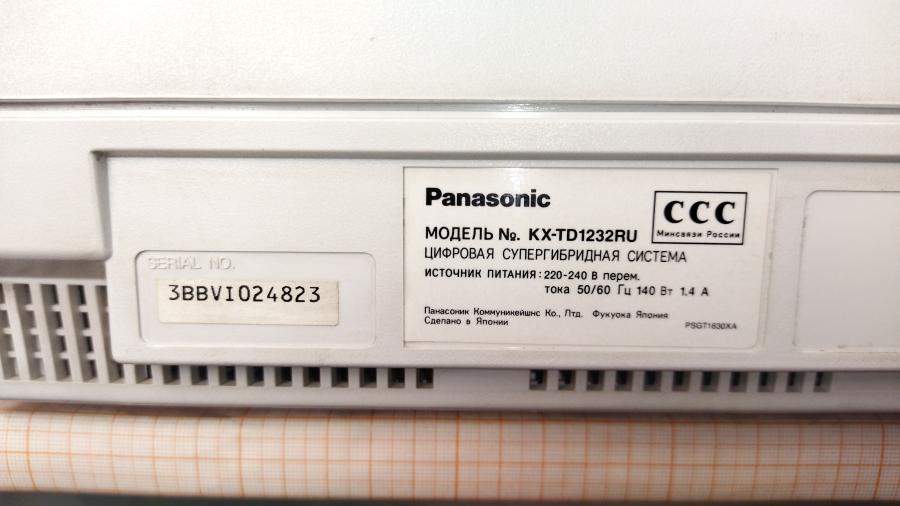 SERIAL NO.
3BBVI024823
Panasonic
CCC
Минсвязи России
МОДЕЛЬ №. KX-TD1232RU
ЦИФРОВАЯ СУПЕРГИБРИДНАЯ СИСТЕМА
ИСТОЧНИК ПИТАНИЯ: 220-240 В перем.
тока 50/60 Гц 140 Вт 1.4 А
Панасоник Коммуникейшнс Ко., Лтд. Фукуока Япония
Сделано в Японии
PSGT1630XA